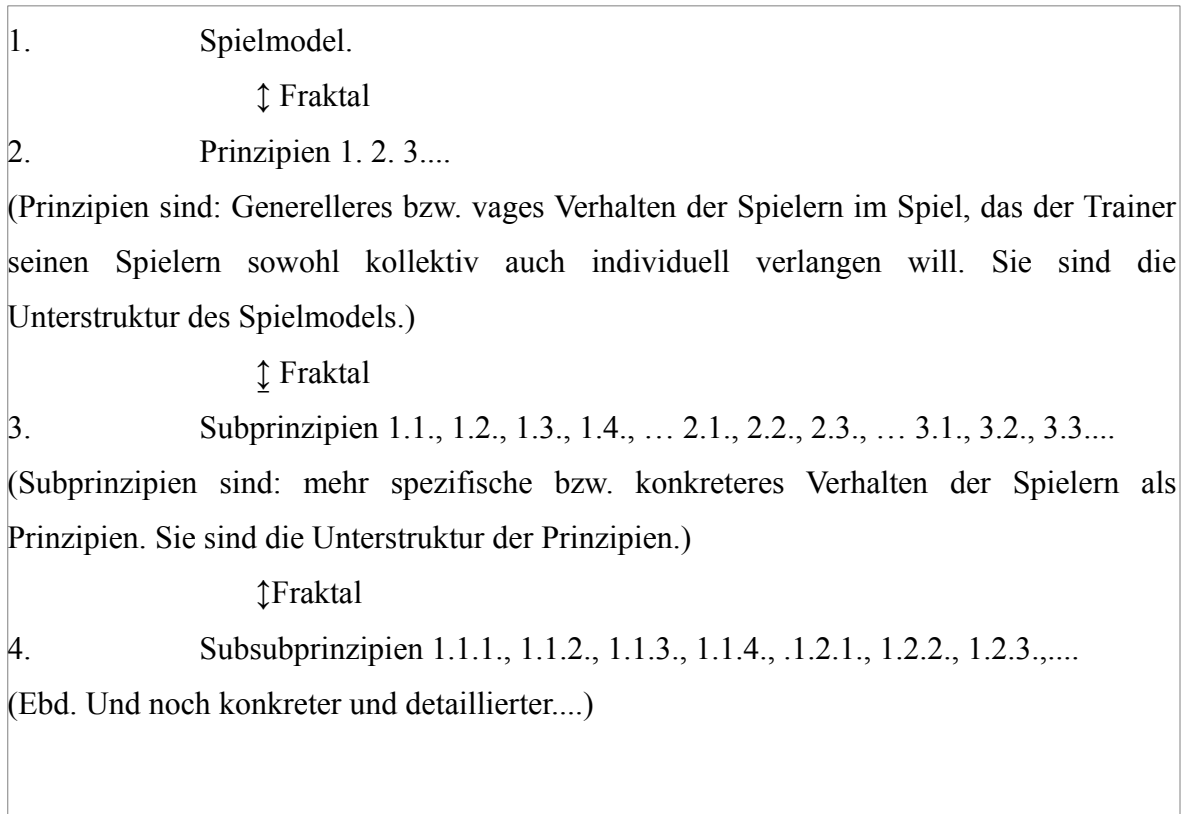 1. Spielmodel.
↕ Fraktal
2. Prinzipien 1. 2. 3....
(Prinzipien sind: Generelleres bzw. vages Verhalten der Spielern im Spiel, das der Trainer
seinen Spielern sowohl kollektiv auch individuell verlangen will. Sie sind die
Unterstruktur des Spielmodels.)
↨ Fraktal
3. Subprinzipien 1.1., 1.2., 1.3., 1.4., … 2.1., 2.2., 2.3., … 3.1., 3.2., 3.3....
(Subprinzipien sind: mehr spezifische bzw. konkreteres Verhalten der Spielern als
Prinzipien. Sie sind die Unterstruktur der Prinzipien.)
↕Fraktal
4. Subsubprinzipien 1.1.1., 1.1.2., 1.1.3., 1.1.4., .1.2.1., 1.2.2., 1.2.3.,....
(Ebd. Und noch konkreter und detaillierter....)